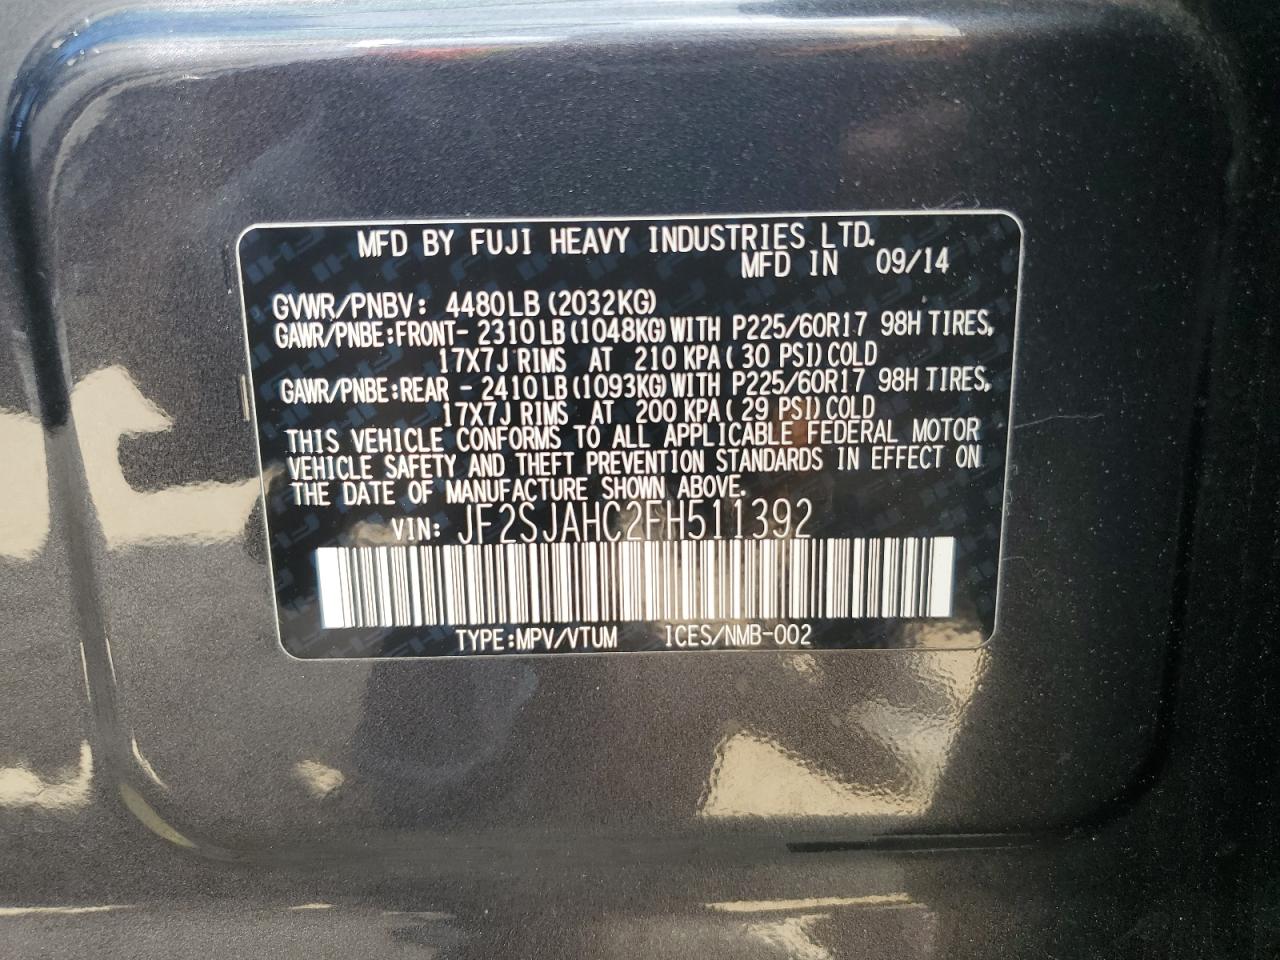 MFD BY FUJI HEAVY INDUSTRIES LTD.
MFD IN 09/14
GVWR/PNBV: 4480LB (2032KG)
GAWR/PNBE:FRONT- 2310LB (1048KG) WITH P225/60R17 98H TIRES,
17X7J RIMS AT 210 KPA ( 30 PSI) COLD
GAWR/PNBE:REAR - 2410LB (1093KG) WITH P225/60R17 98H TIRES,
17X7J RIMS AT 200 KPA ( 29 PSI) COLD
THIS VEHICLE CONFORMS TO ALL APPLICABLE FEDERAL MOTOR
VEHICLE SAFETY AND THEFT PREVENTION STANDARDS IN EFFECT ON
THE DATE OF MANUFACTURE SHOWN ABOVE.
VIN: JF2SJAHC2FH511392
TYPE:MPV/VTUM ICES/NMB-002